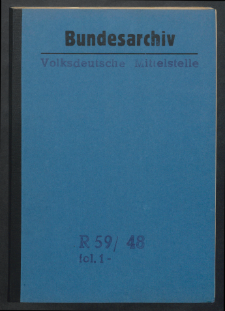 Bundesarchiv
Volksdeutsche Mittelstelle
R 59/ 48
fol. 1-